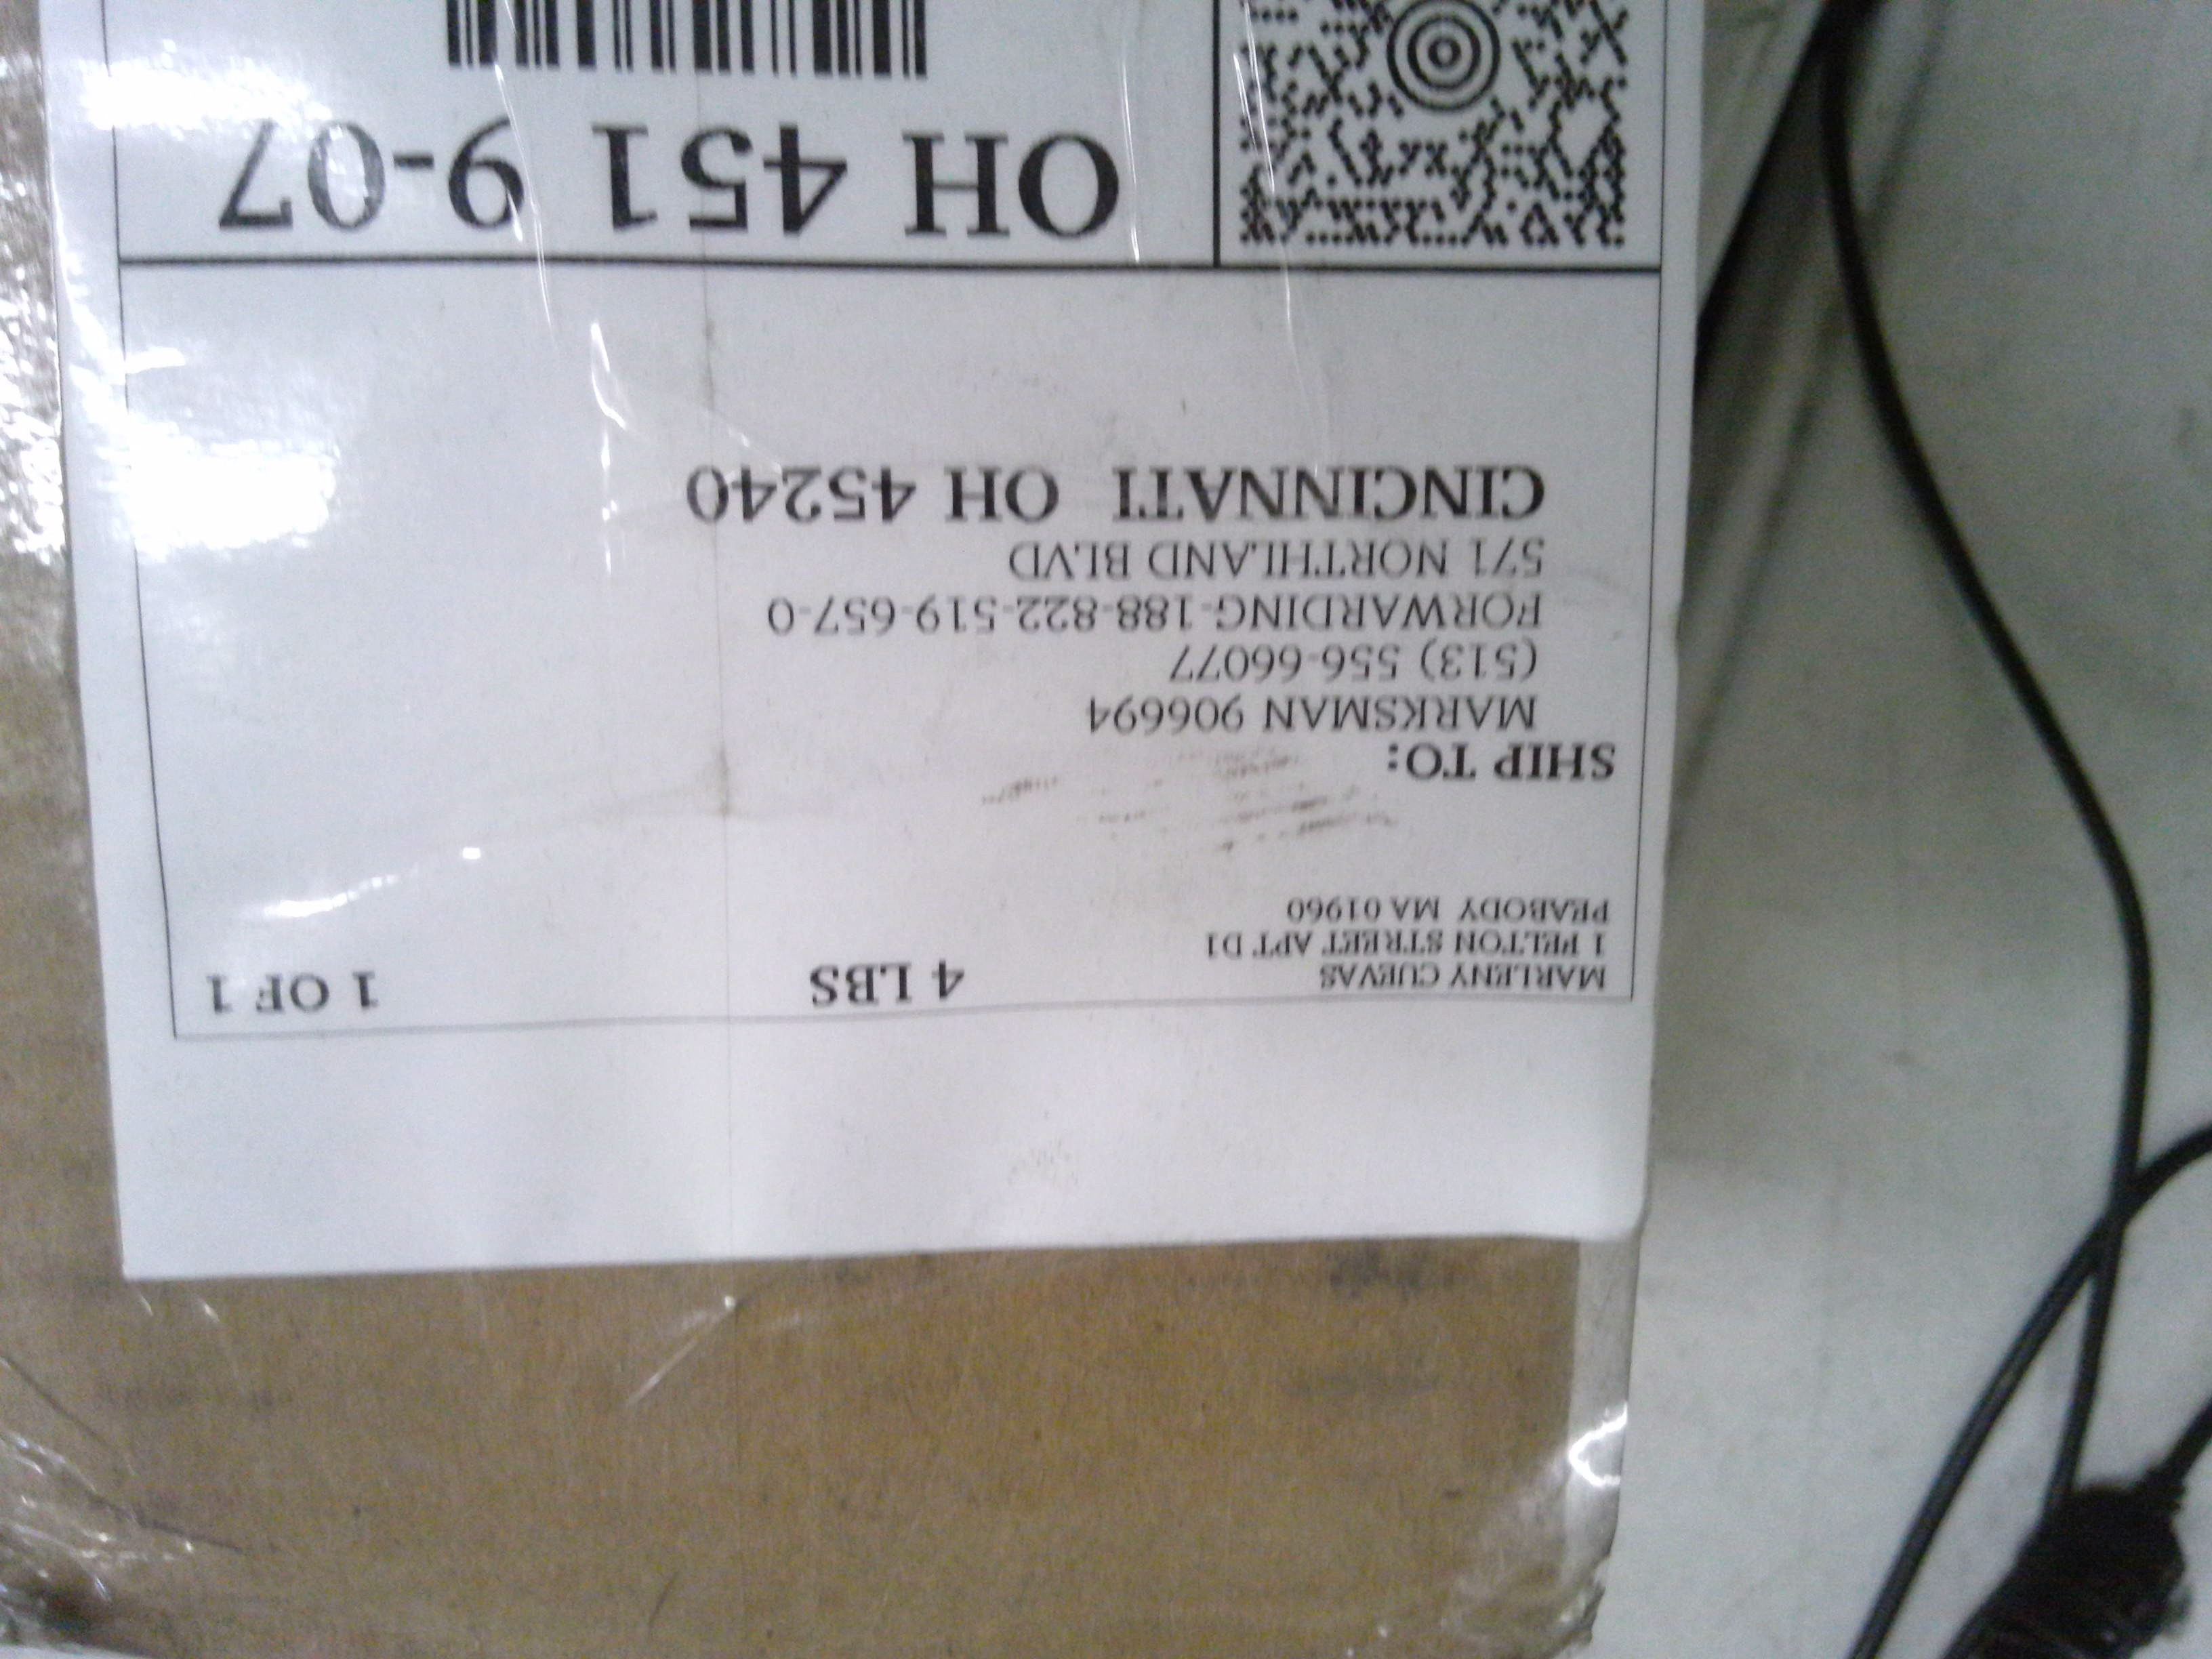 MARLENY CUEVAS
1 PELTON STREET APT D1
PEABODY MA 01960
4 LBS
1 OF 1
SHIP TO:
MARKSMAN 906694
(513) 556-66077
FORWARDING-188-822-519-657-0
571 NORTHLAND BLVD
CINCINNATI OH 45240
OH 451 9-07